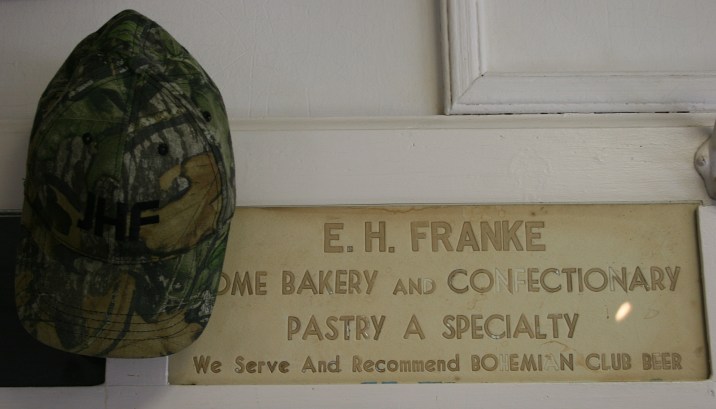 JHF
E. H. FRANKE
OME BAKERY AND CONFECTIONARY
PASTRY A SPECIALTY
We Serve And Recommend BOHEMIAN CLUB BEER